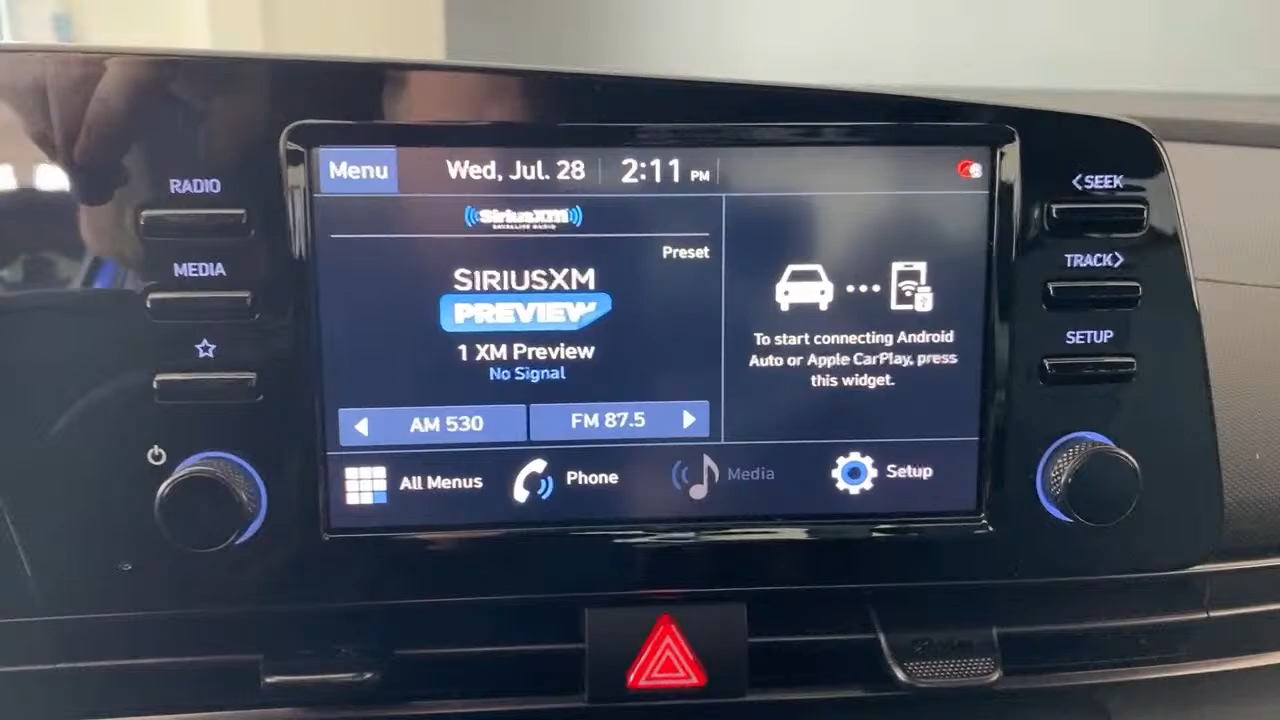 RADIO
MEDIA
Menu
Wed, Jul. 28
2:11 PM
SiriusXM
SATELLITE RADIO
Preset
SIRIUSXM
PREVIEW
1 XM Preview
No Signal
AM 530
FM 87.5
To start connecting Android
Auto or Apple CarPlay, press
this widget.
All Menus
Phone
Media
Setup
<SEEK
TRACK>
SETUP